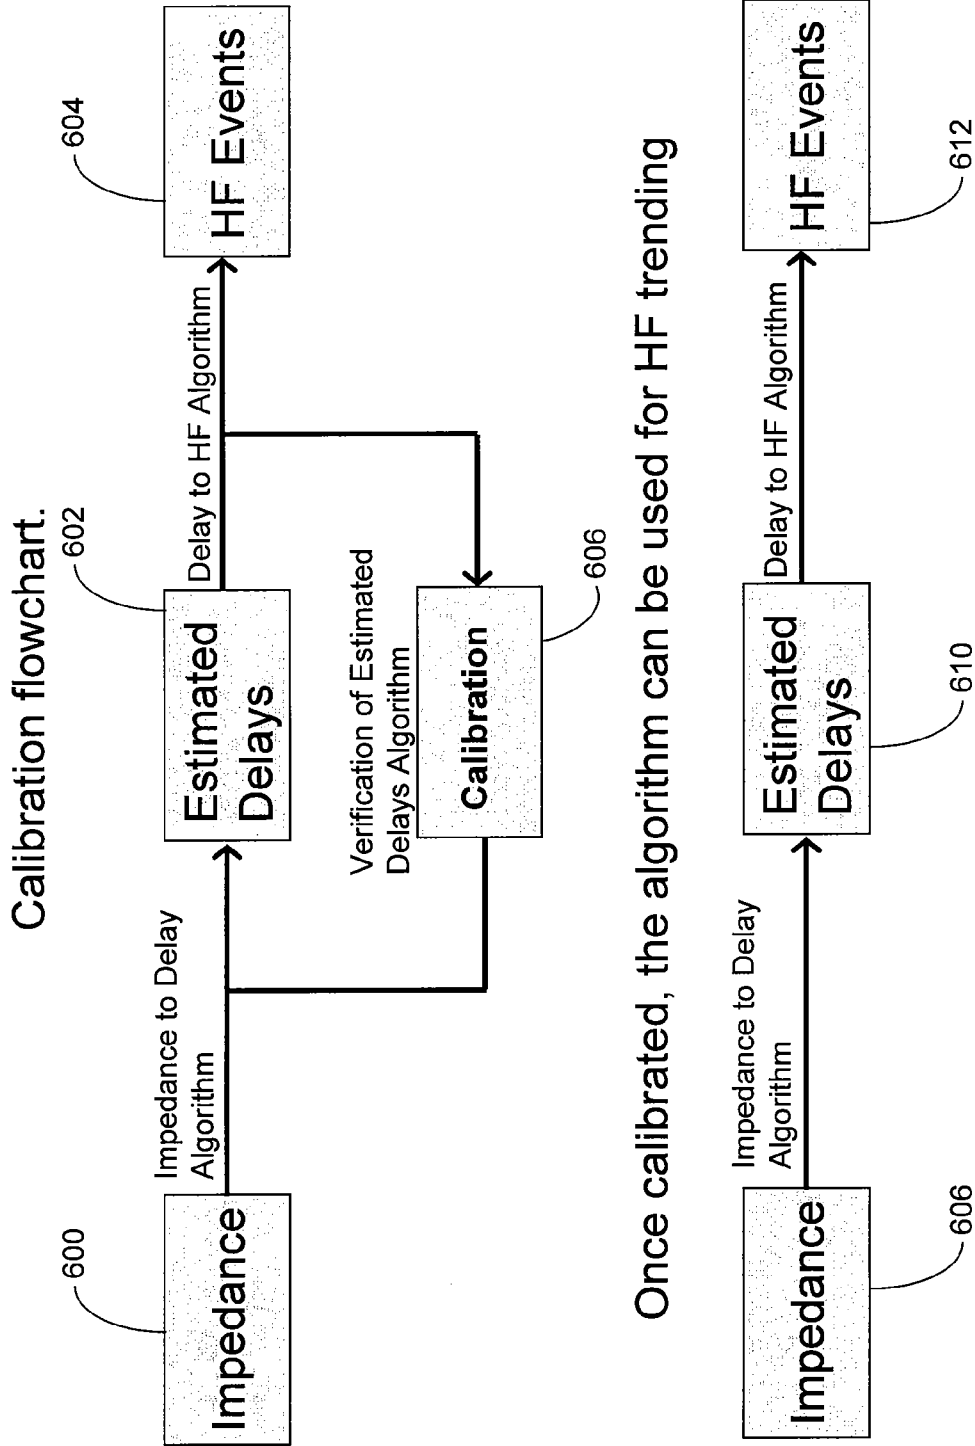 Calibration flowchart.
600
602
604
Impedance
Impedance to Delay
Algorithm
Estimated
Delays
Delay to HF Algorithm
HF Events
Verification of Estimated
Delays Algorithm
Calibration
606
Once calibrated, the algorithm can be used for HF trending
Impedance
Impedance to Delay
Algorithm
Estimated
Delays
Delay to HF Algorithm
HF Events
606
610
612